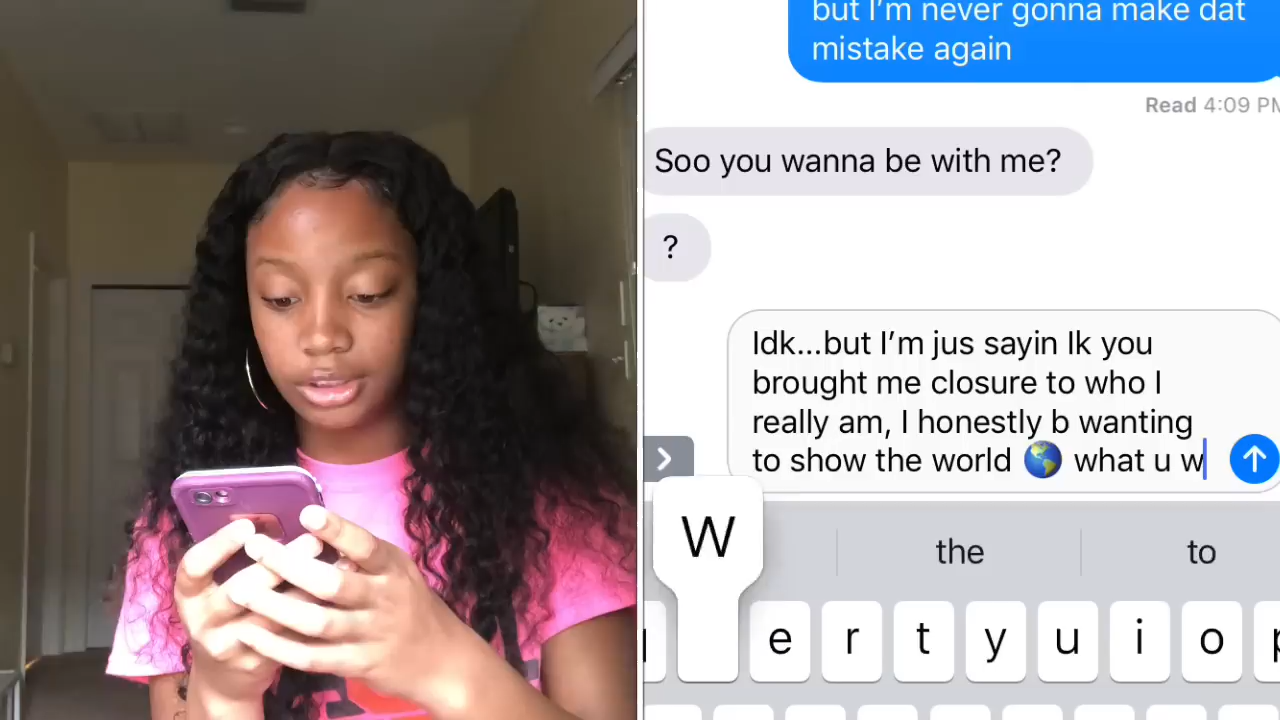 but I'm never gonna make dat
mistake again
Read 4:09 PM
Soo you wanna be with me?
?
Idk...but I'm jus sayin Ik you
brought me closure to who I
really am, I honestly b wanting
to show the world 🌎 what u w
W
the to
e r t y u i o p